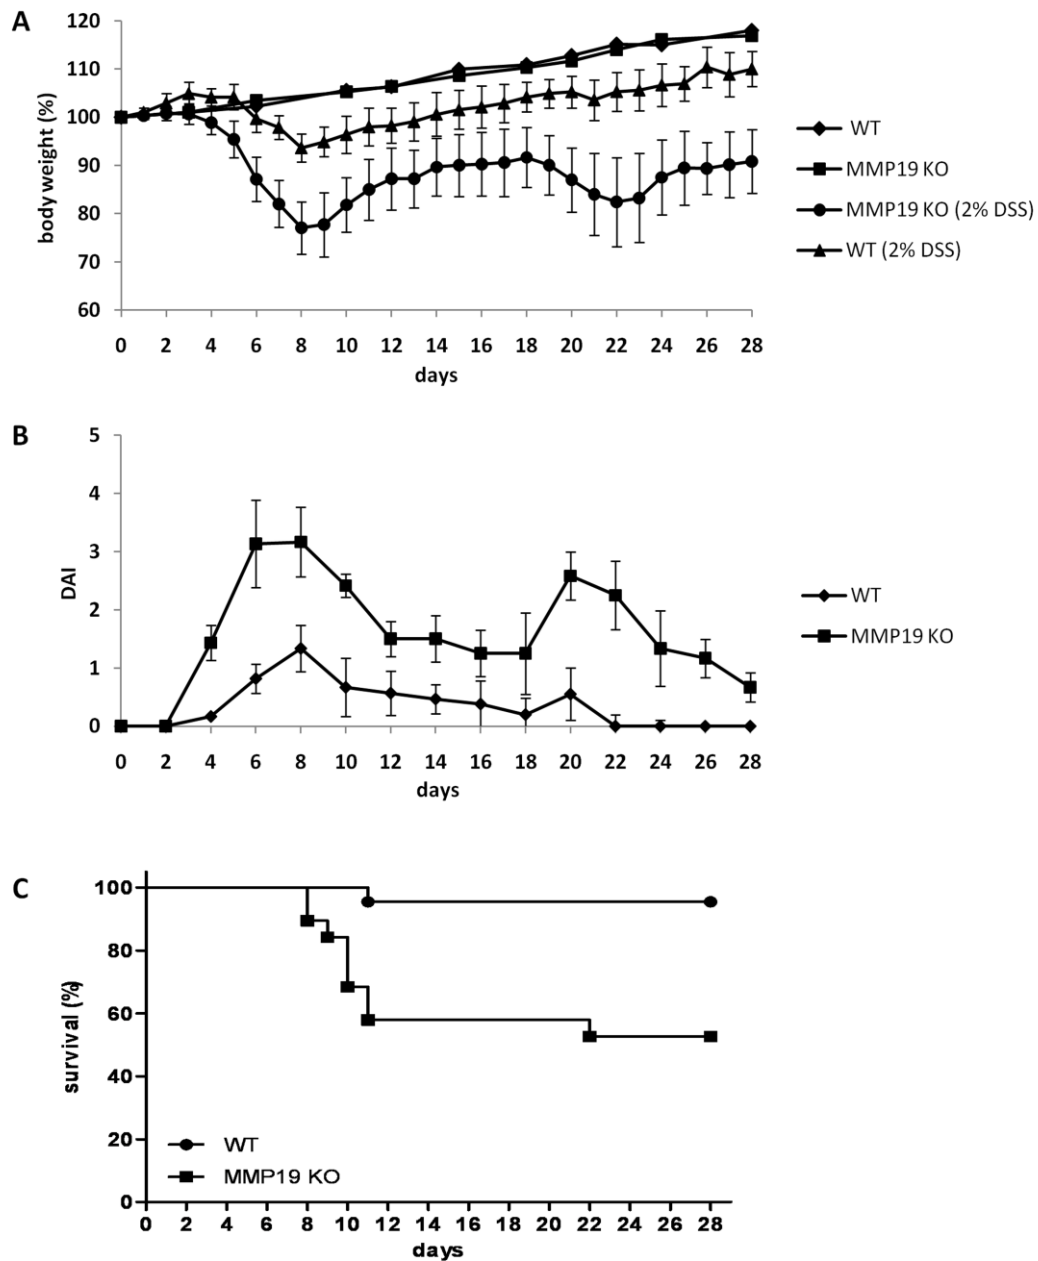 A
120
110
100
90
80
70
60
body weight (%)
0 2 4 6 8 10 12 14 16 18 20 22 24 26 28
days
WT
MMP19 KO
MMP19 KO (2% DSS)
WT (2% DSS)
B
5
4
3
2
1
0
DAI
0 2 4 6 8 10 12 14 16 18 20 22 24 26 28
days
WT
MMP19 KO
C
100
80
60
40
20
0
survival (%)
WT
MMP19 KO
0 2 4 6 8 10 12 14 16 18 20 22 24 26 28
days